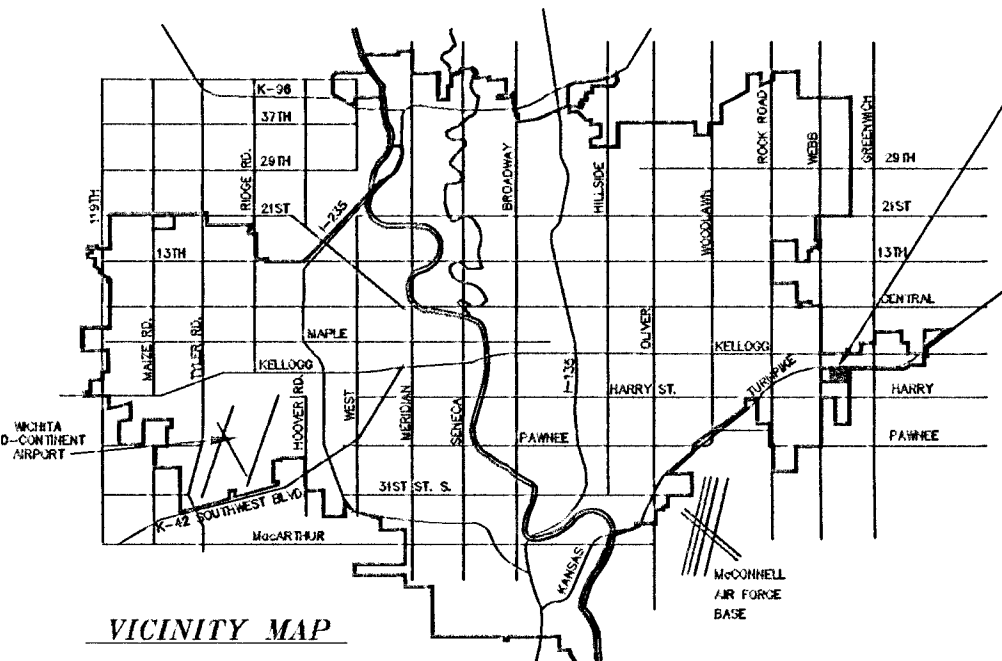 K-96
37TH
29TH
RIDGE RD.
21ST
I-235
119TH
13TH
MAIZE RD.
TYLER RD.
MAPLE
KELLOGG
HOOVER RD.
WEST
MERIDIAN
SENECA
BROADWAY
I-135
HILLSIDE
OLIVER
WOODLAWN
ROCK ROAD
WEBB
GREENWICH
29TH
21ST
13TH
CENTRAL
KELLOGG
TURNPIKE
HARRY ST.
HARRY
PAWNEE
PAWNEE
WICHITA
D-CONTINENT
AIRPORT
31ST ST. S.
K-42 SOUTHWEST BLVD.
MacARTHUR
KANSAS
McCONNELL
AIR FORCE
BASE
VICINITY MAP